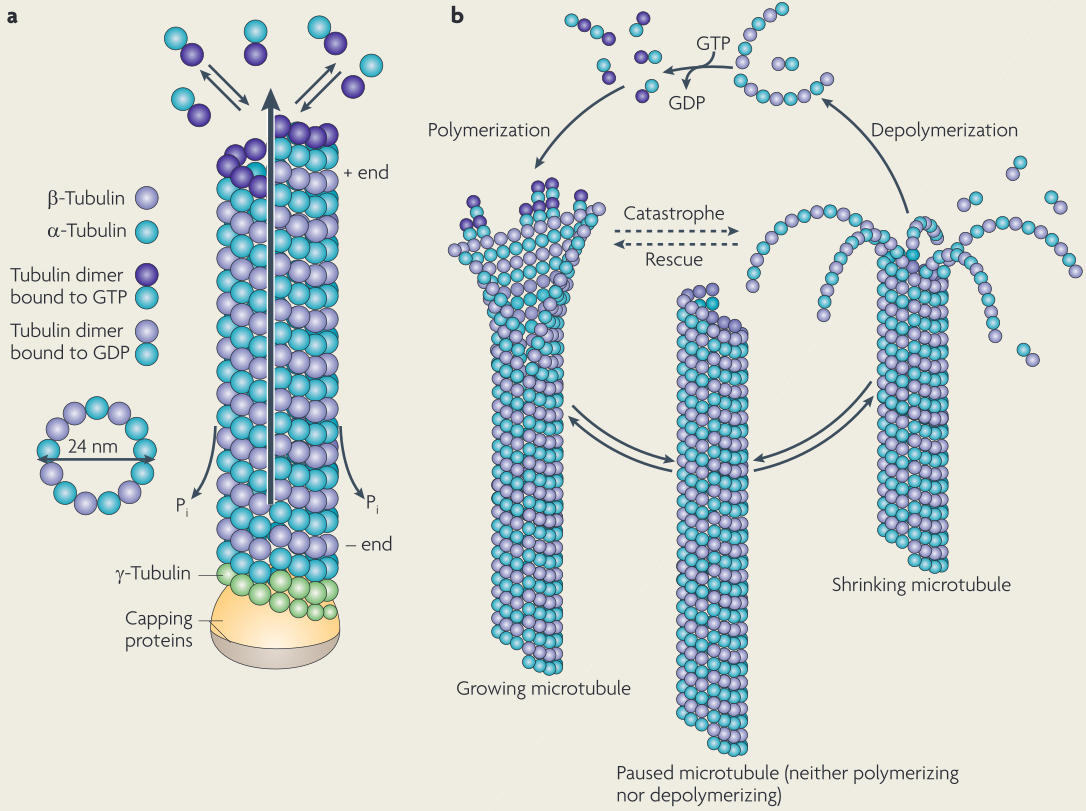 a
+ end
β-Tubulin
α-Tubulin
Tubulin dimer
bound to GTP
Tubulin dimer
bound to GDP
24 nm
Pi
Pi
– end
γ-Tubulin
Capping
proteins
b
GTP
GDP
Polymerization
Depolymerization
Catastrophe
Rescue
Shrinking microtubule
Growing microtubule
Paused microtubule (neither polymerizing
nor depolymerizing)